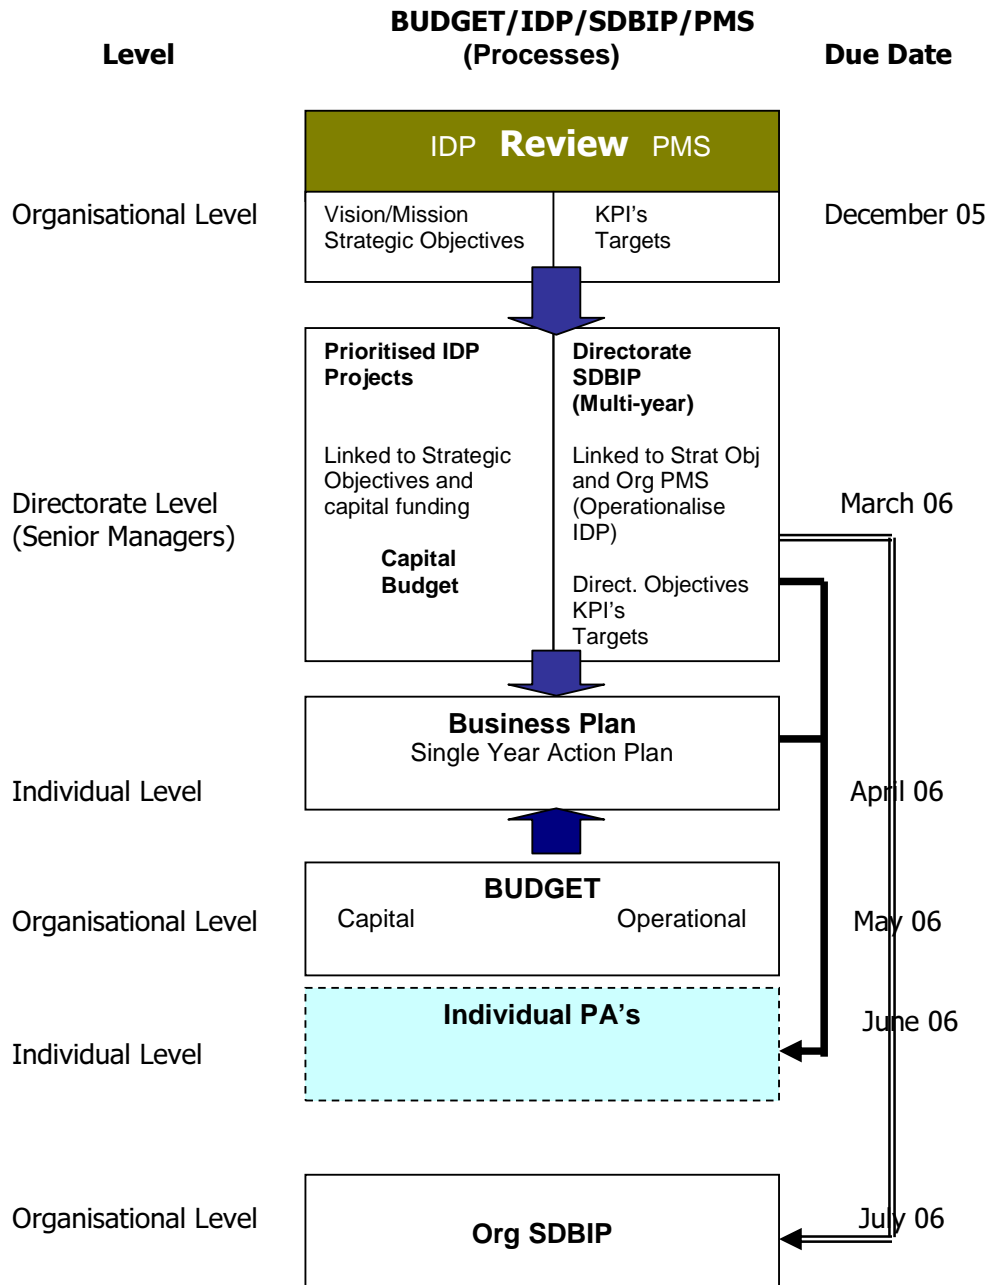 BUDGET/IDP/SDBIP/PMS
Level (Processes) Due Date
IDP Review PMS
Organisational Level
Vision/Mission
Strategic Objectives
KPI's
Targets
December 05
Prioritised IDP
Projects
Linked to Strategic
Objectives and
capital funding
Capital
Budget
Directorate
SDBIP
(Multi-year)
Linked to Strat Obj
and Org PMS
(Operationalise
IDP)
Direct. Objectives
KPI's
Targets
Directorate Level
(Senior Managers)
March 06
Business Plan
Single Year Action Plan
Individual Level
April 06
BUDGET
Organisational Level
Capital Operational
May 06
Individual PA's
June 06
Individual Level
Organisational Level
Org SDBIP
July 06